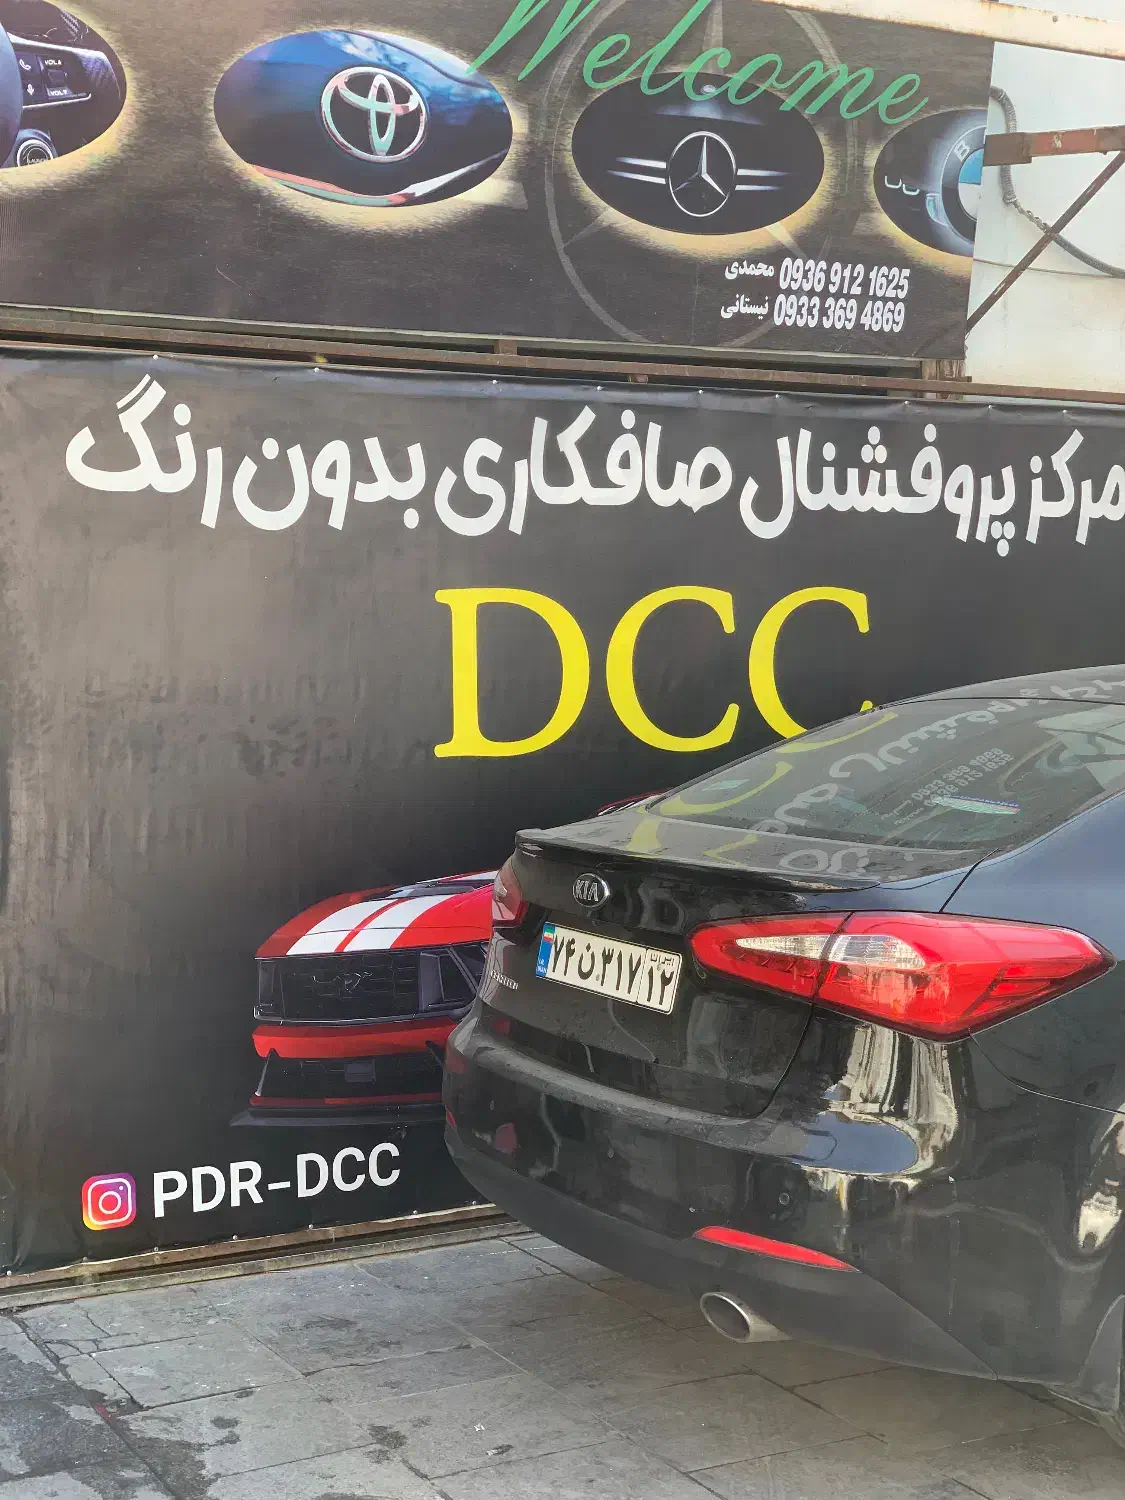 Welcome
0936 912 1625 محمدی
0933 369 4869 نیستانی
مرکز پروفشنال صافکاری بدون رنگ
DCC
KIA
۷۴ ن ۳۱۷ ایران ۱۲
PDR-DCC